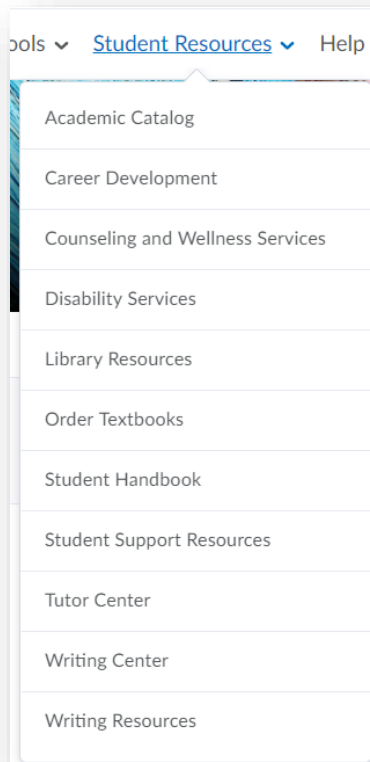 Student Resources Help
Academic Catalog
Career Development
Counseling and Wellness Services
Disability Services
Library Resources
Order Textbooks
Student Handbook
Student Support Resources
Tutor Center
Writing Center
Writing Resources